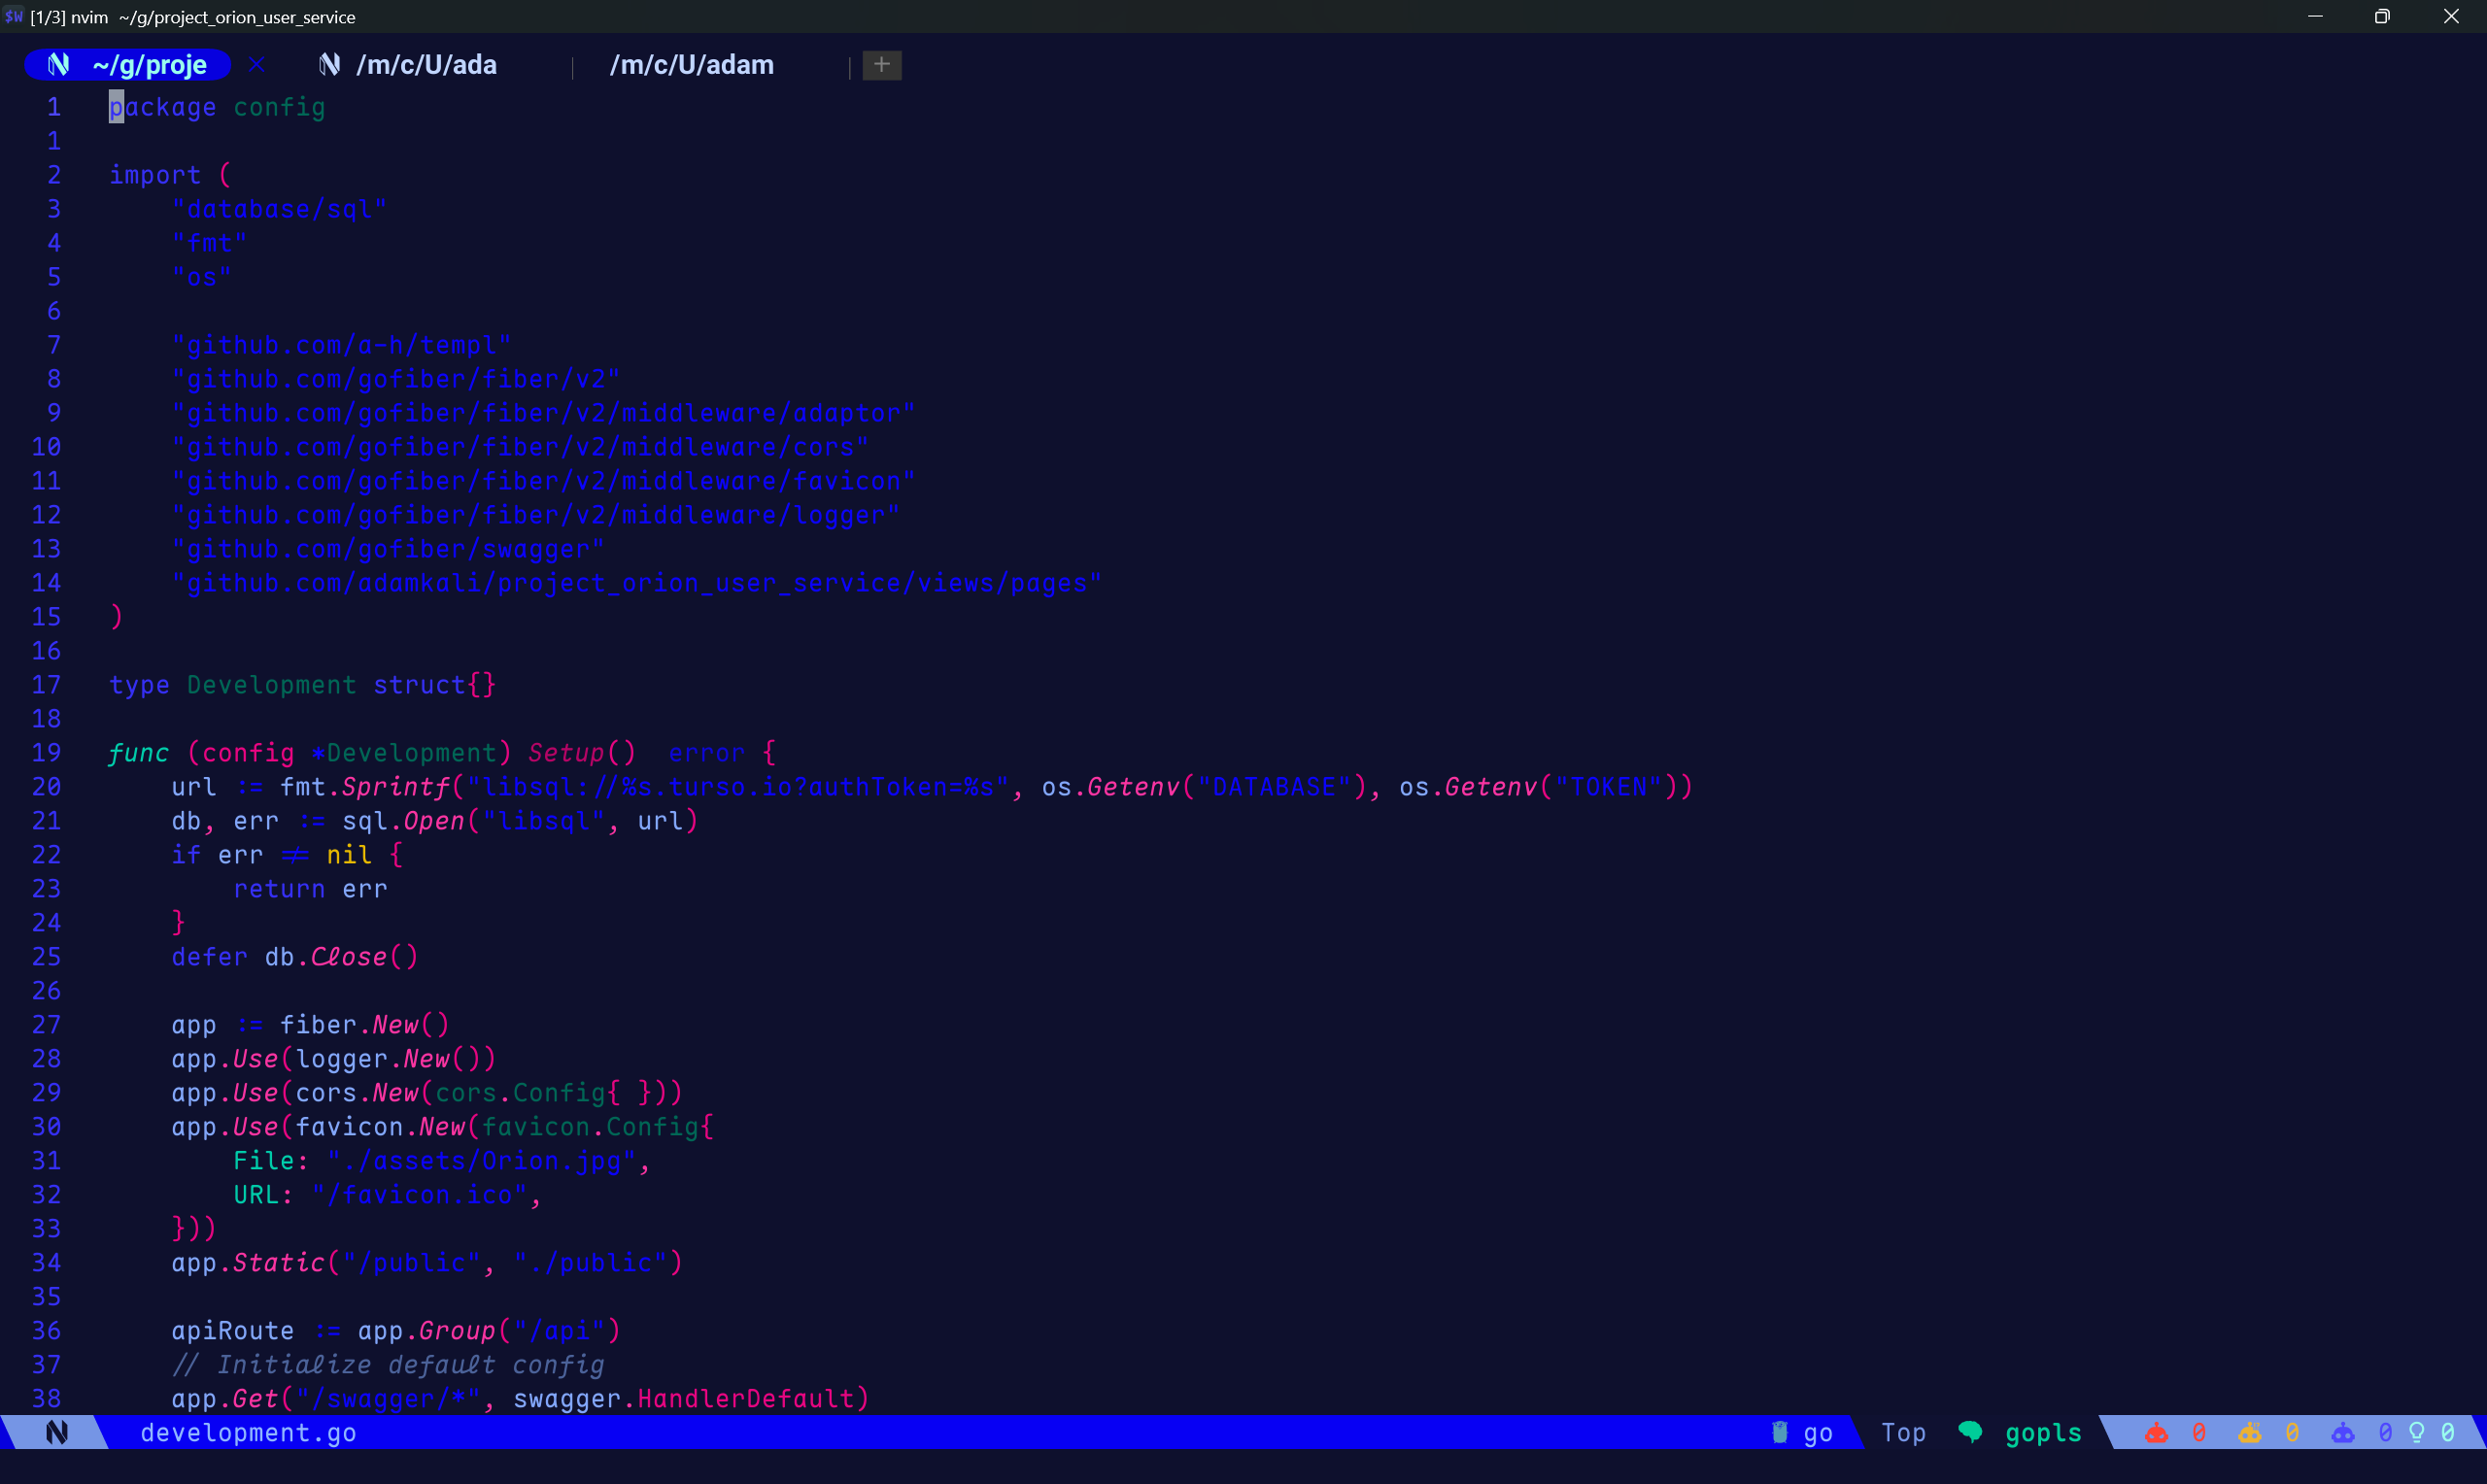 $W [1/3] nvim ~/g/project_orion_user_service
~/g/proje /m/c/U/ada /m/c/U/adam +
1 package config
1
2 import (
3 "database/sql"
4 "fmt"
5 "os"
6
7 "github.com/a-h/templ"
8 "github.com/gofiber/fiber/v2"
9 "github.com/gofiber/fiber/v2/middleware/adaptor"
10 "github.com/gofiber/fiber/v2/middleware/cors"
11 "github.com/gofiber/fiber/v2/middleware/favicon"
12 "github.com/gofiber/fiber/v2/middleware/logger"
13 "github.com/gofiber/swagger"
14 "github.com/adamkali/project_orion_user_service/views/pages"
15 )
16
17 type Development struct{}
18
19 func (config *Development) Setup()  error {
20 url := fmt.Sprintf("libsql://%s.turso.io?authToken=%s", os.Getenv("DATABASE"), os.Getenv("TOKEN"))
21 db, err := sql.Open("libsql", url)
22 if err != nil {
23 return err
24 }
25 defer db.Close()
26
27 app := fiber.New()
28 app.Use(logger.New())
29 app.Use(cors.New(cors.Config{ }))
30 app.Use(favicon.New(favicon.Config{
31 File: "./assets/Orion.jpg",
32 URL: "/favicon.ico",
33 }))
34 app.Static("/public", "./public")
35
36 apiRoute := app.Group("/api")
37 // Initialize default config
38 app.Get("/swagger/*", swagger.HandlerDefault)
development.go go Top gopls 0 0 0 0